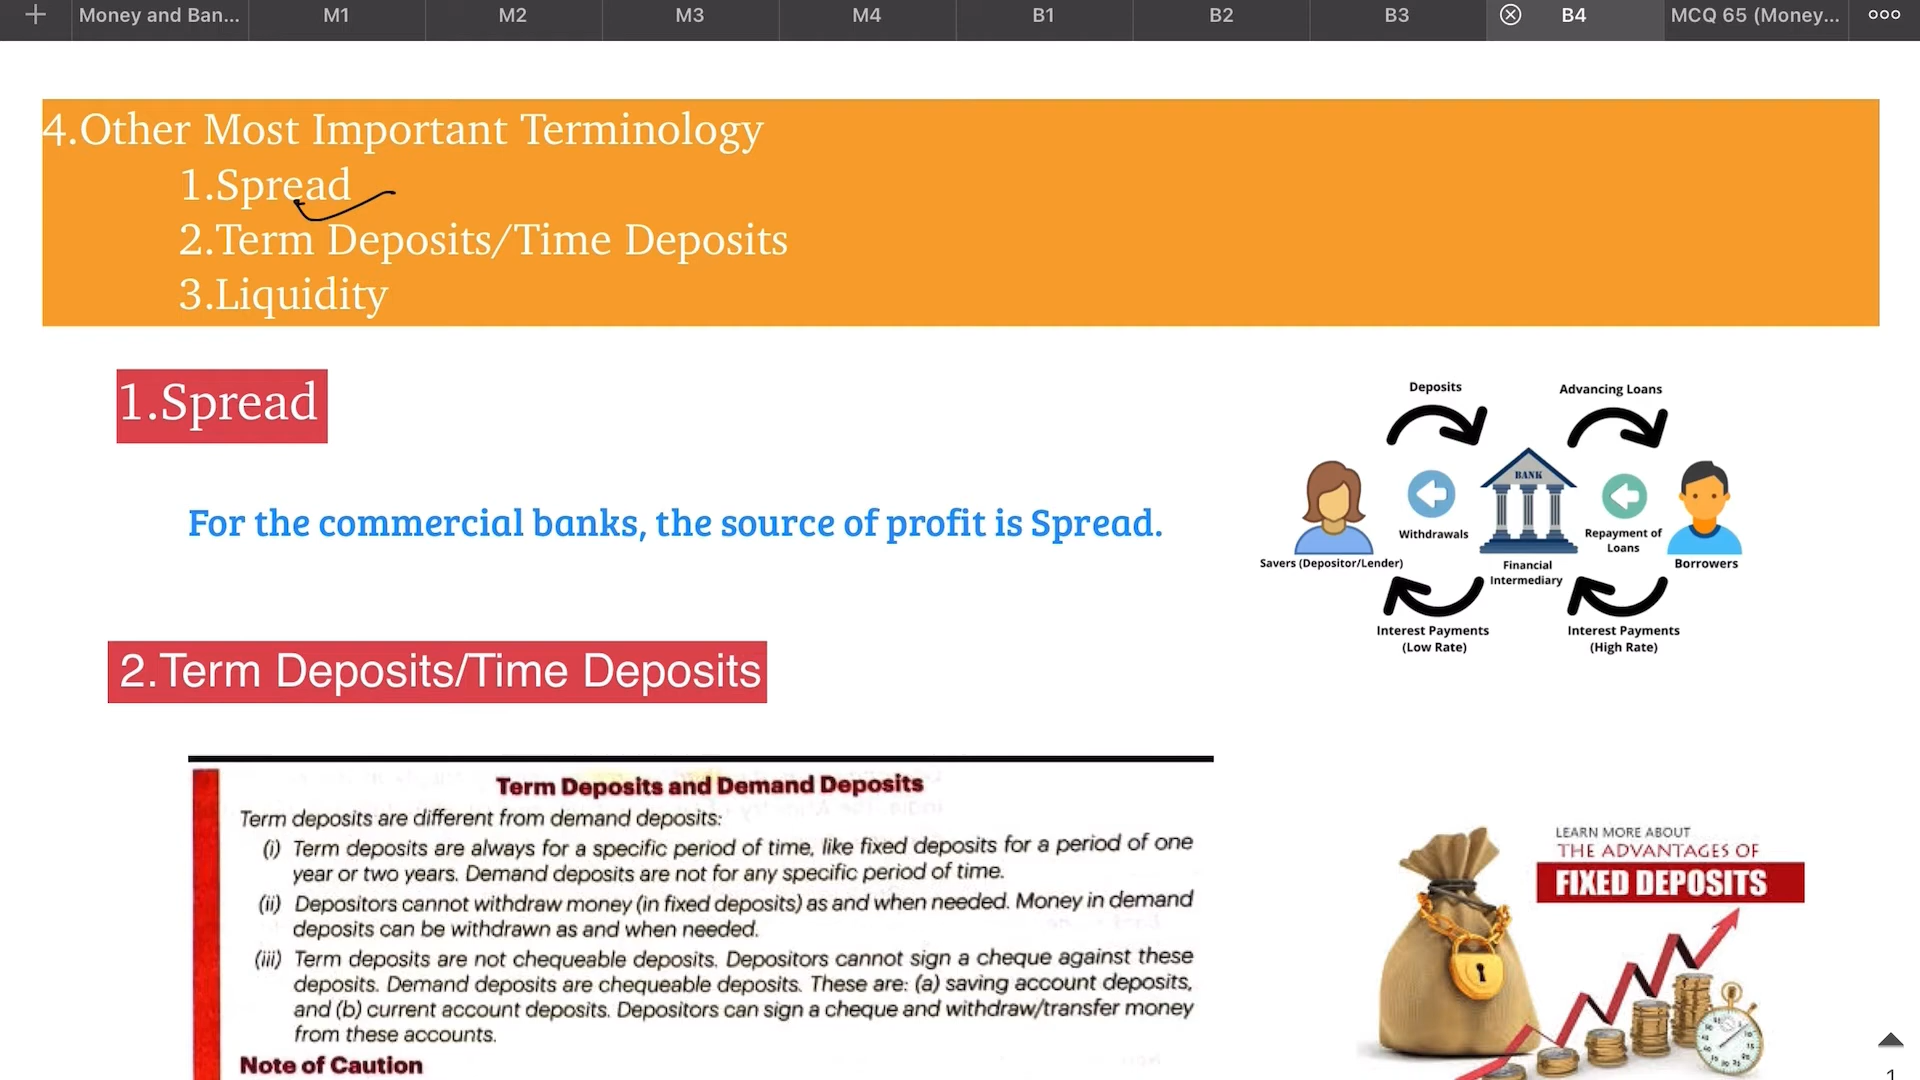 Money and Ban...
M1
M2
M3
M4
B1
B2
B3
B4
MCQ 65 (Money...
4.Other Most Important Terminology
1.Spread
2.Term Deposits/Time Deposits
3.Liquidity
1.Spread
For the commercial banks, the source of profit is Spread.
Deposits
Advancing Loans
BANK
Withdrawals
Repayment of
Loans
Savers (Depositor/Lender)
Financial
Intermediary
Borrowers
Interest Payments
(Low Rate)
Interest Payments
(High Rate)
2.Term Deposits/Time Deposits
Term Deposits and Demand Deposits
Term deposits are different from demand deposits:
(i) Term deposits are always for a specific period of time, like fixed deposits for a period of one
year or two years. Demand deposits are not for any specific period of time.
(ii) Depositors cannot withdraw money (in fixed deposits) as and when needed. Money in demand
deposits can be withdrawn as and when needed.
(iii) Term deposits are not chequeable deposits. Depositors cannot sign a cheque against these
deposits. Demand deposits are chequeable deposits. These are: (a) saving account deposits,
and (b) current account deposits. Depositors can sign a cheque and withdraw/transfer money
from these accounts.
Note of Caution
LEARN MORE ABOUT
THE ADVANTAGES OF
FIXED DEPOSITS